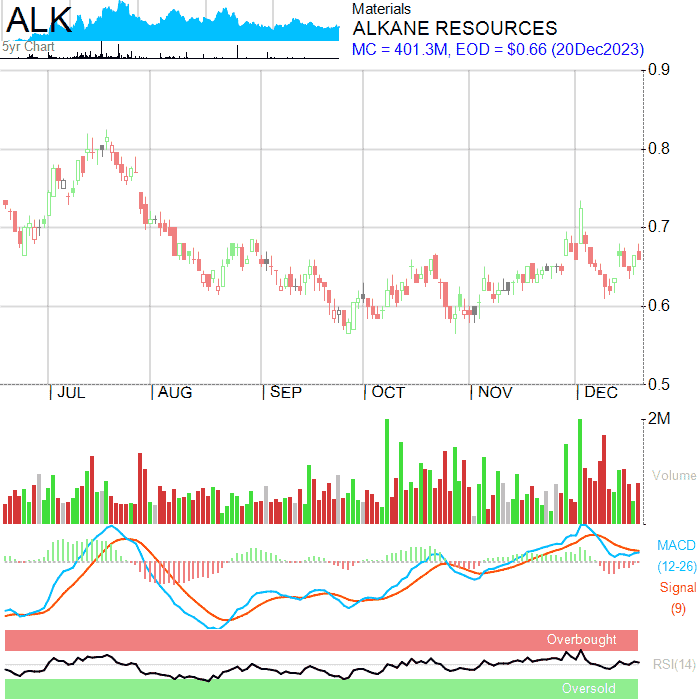 ALK
5yr Chart
Materials
ALKANE RESOURCES
MC = 401.3M, EOD = $0.66 (20Dec2023)
0.9
0.8
0.7
0.6
0.5
JUL AUG SEP OCT NOV DEC
2M
Volume
MACD
(12-26)
Signal
(9)
Overbought
RSI(14)
Oversold